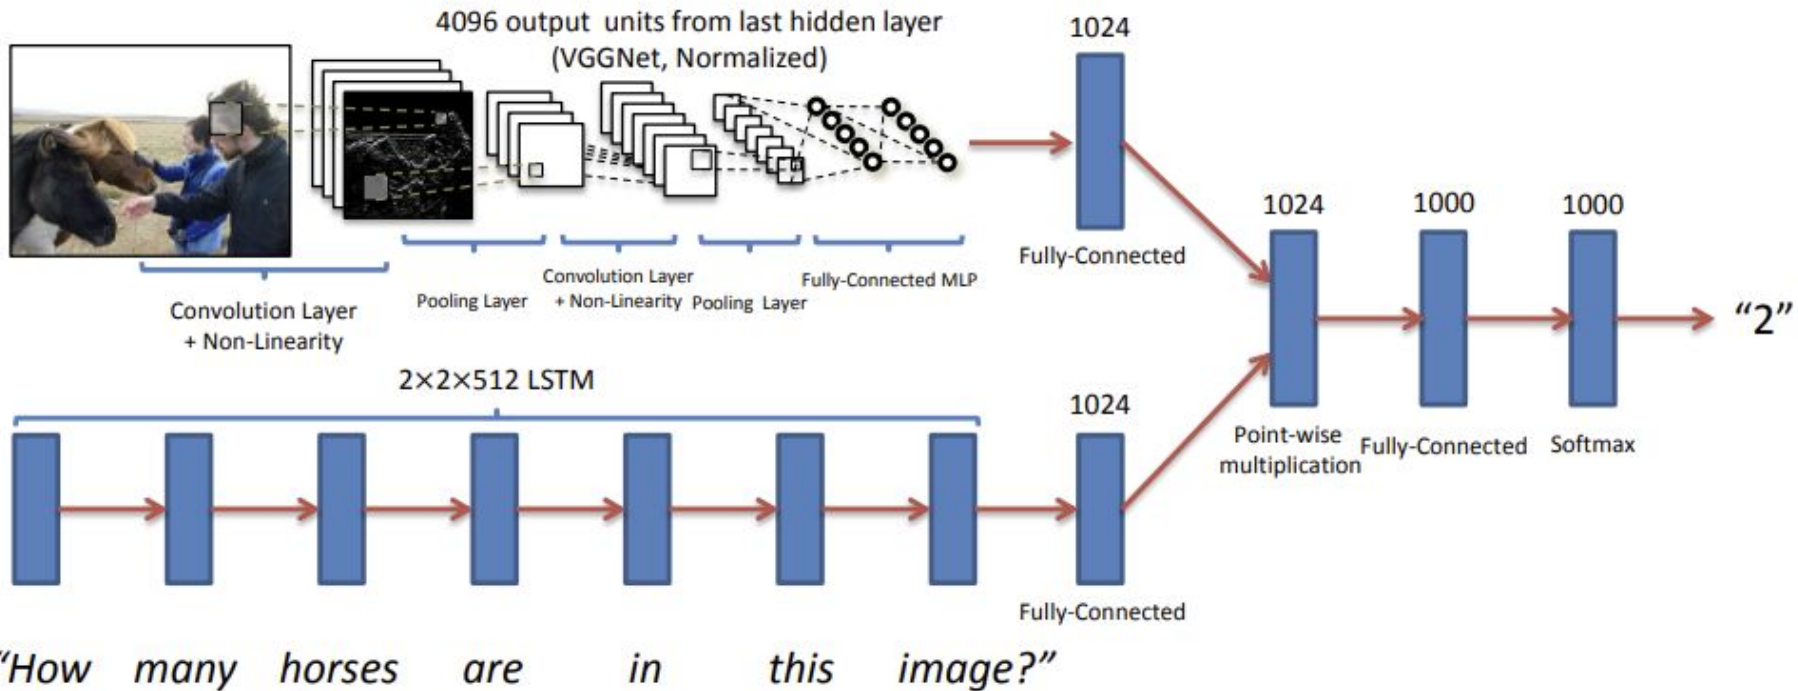 4096 output units from last hidden layer
(VGGNet, Normalized)
1024
Fully-Connected
Convolution Layer
+ Non-Linearity
Pooling Layer
Convolution Layer
+ Non-Linearity
Pooling Layer
Fully-Connected MLP
1024
1000
1000
Point-wise
multiplication
Fully-Connected
Softmax
“2”
2×2×512 LSTM
1024
Fully-Connected
“How many horses are in this image?”